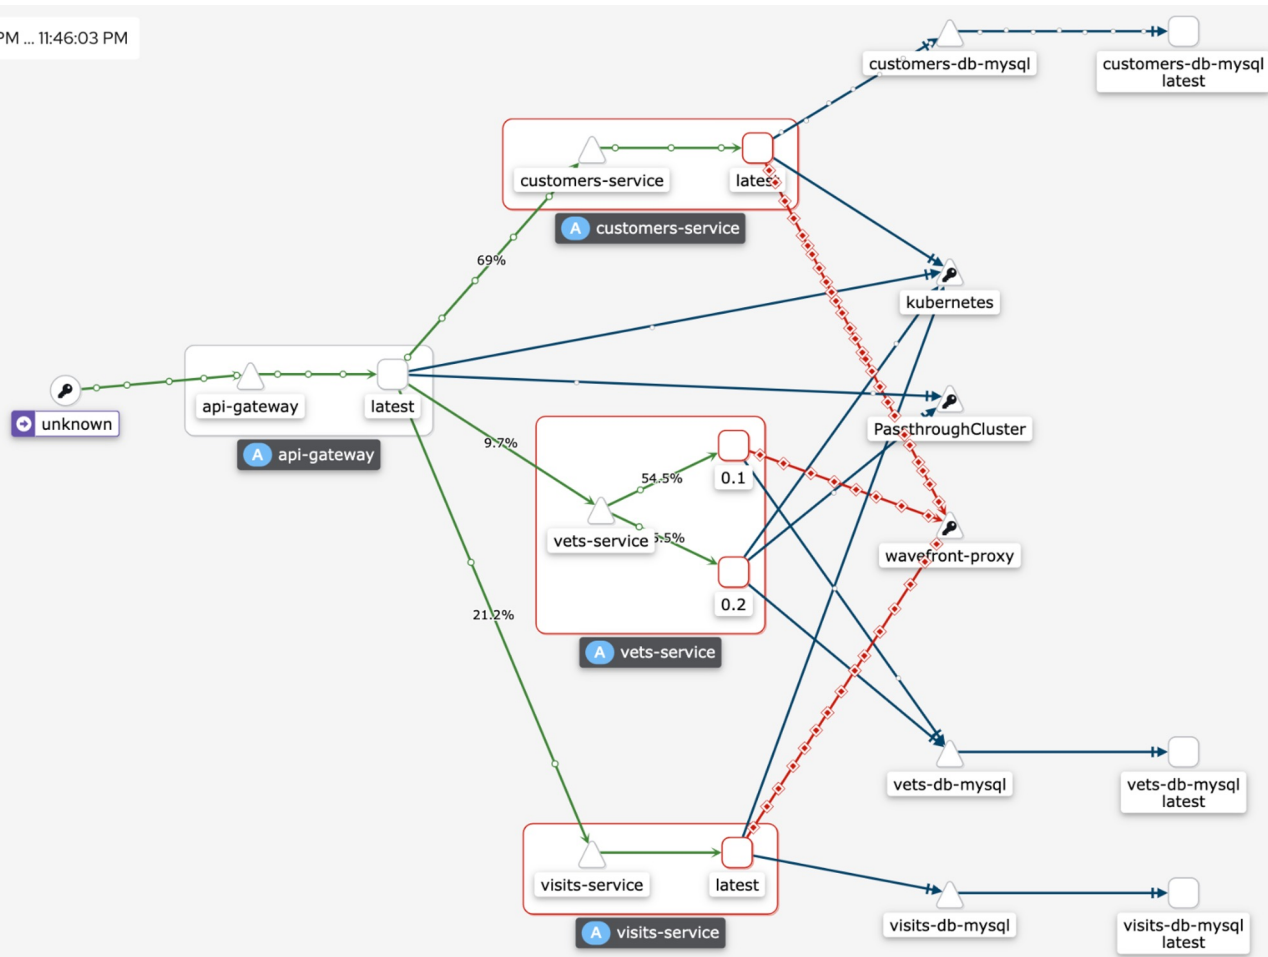 PM ... 11:46:03 PM
customers-db-mysql
customers-db-mysql
latest
customers-service
latest
A customers-service
69%
kubernetes
unknown
api-gateway
latest
A api-gateway
PassthroughCluster
9.7%
54.5%
0.1
vets-service
5.5%
0.2
A vets-service
wavefront-proxy
21.2%
vets-db-mysql
vets-db-mysql
latest
visits-service
latest
A visits-service
visits-db-mysql
visits-db-mysql
latest